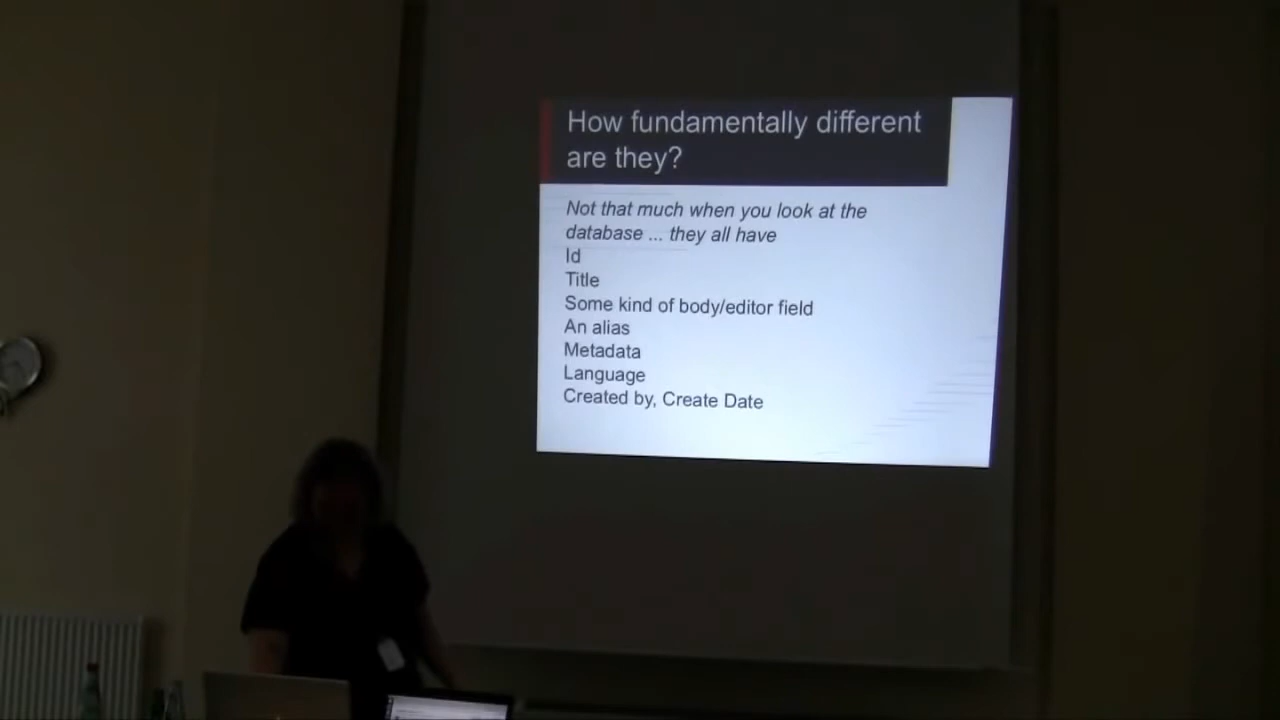 How fundamentally different
are they?
Not that much when you look at the
database ... they all have
Id
Title
Some kind of body/editor field
An alias
Metadata
Language
Created by, Create Date